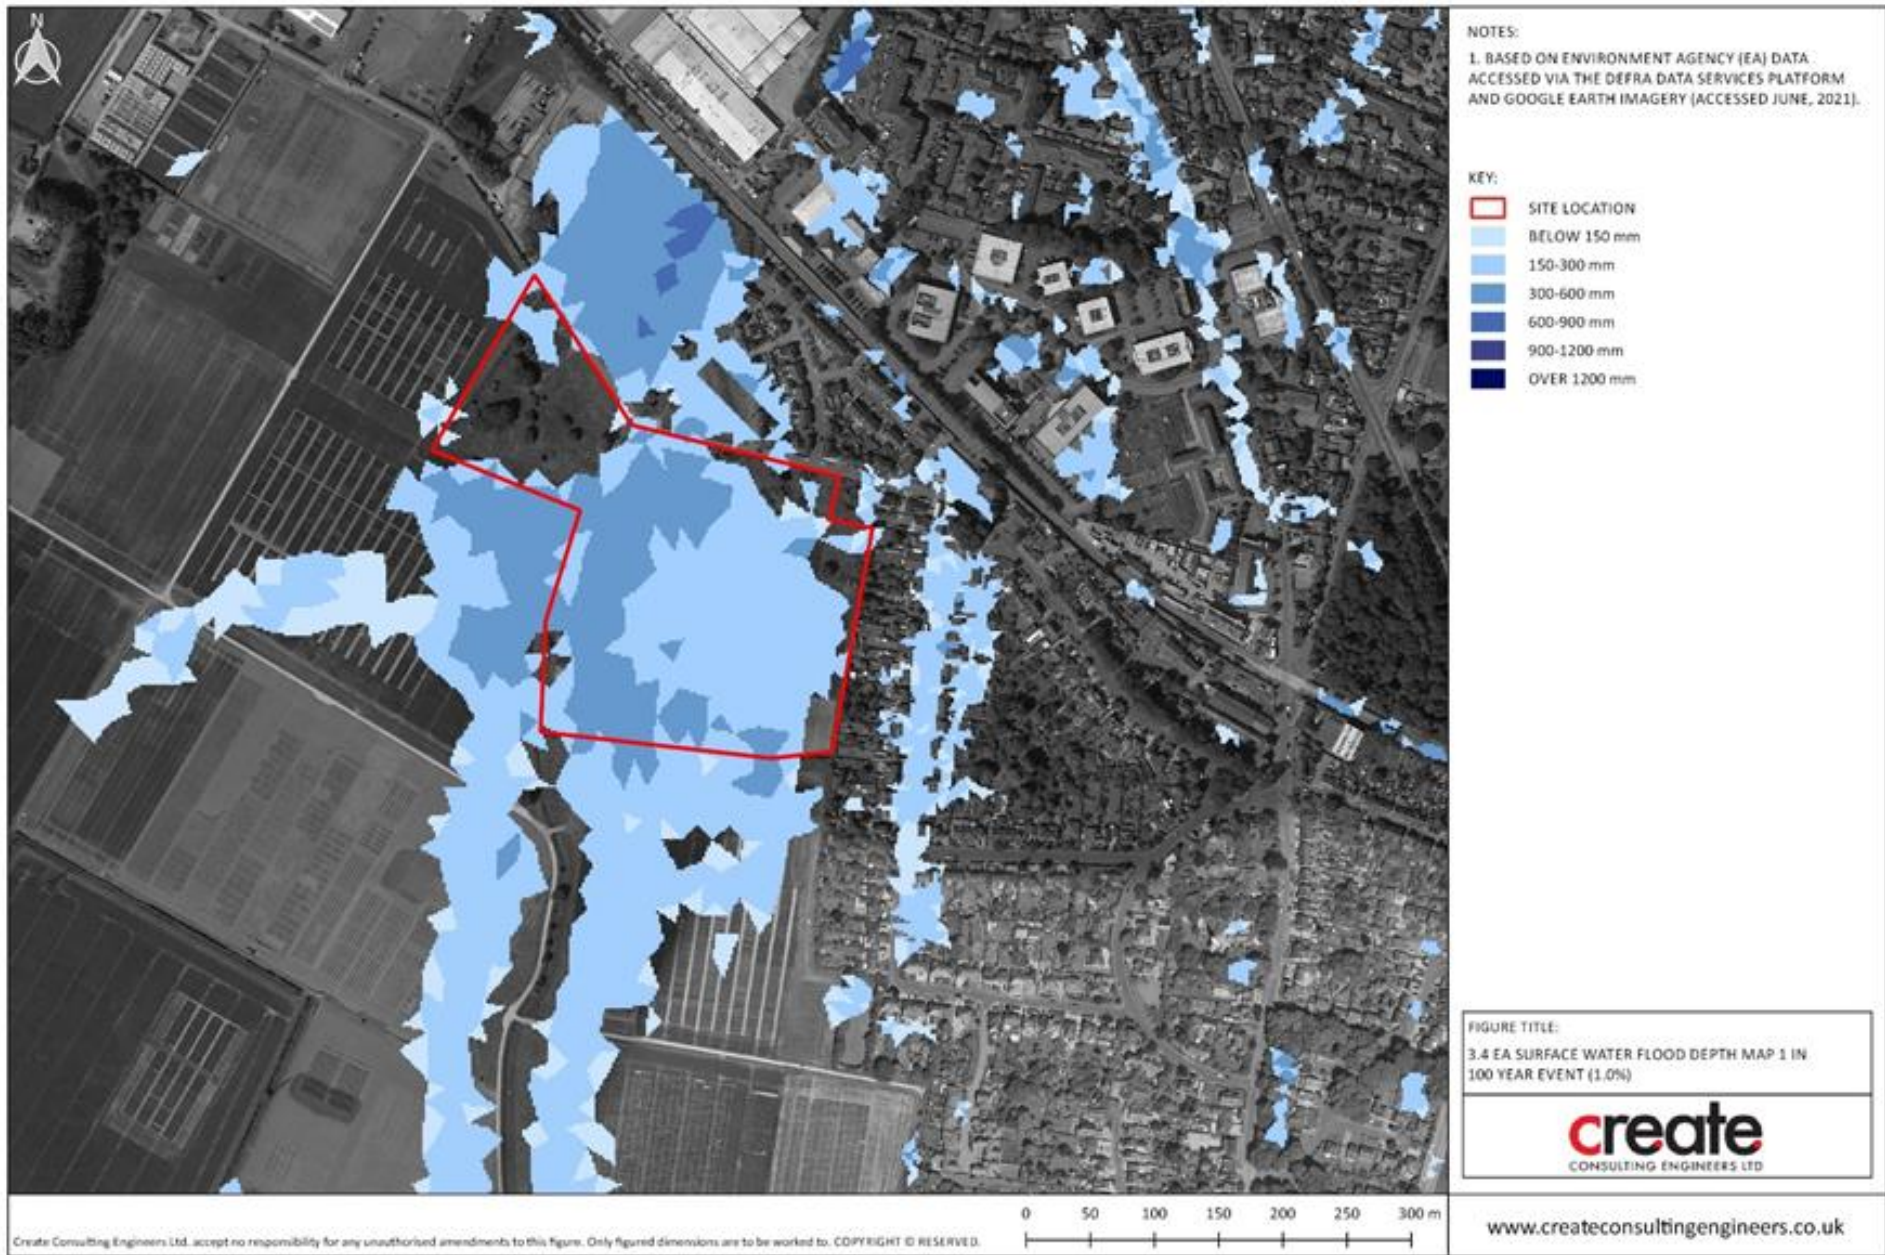 N
NOTES:
1. BASED ON ENVIRONMENT AGENCY (EA) DATA
ACCESSED VIA THE DEFRA DATA SERVICES PLATFORM
AND GOOGLE EARTH IMAGERY (ACCESSED JUNE, 2021).
KEY:
SITE LOCATION
BELOW 150 mm
150-300 mm
300-600 mm
600-900 mm
900-1200 mm
OVER 1200 mm
FIGURE TITLE:
3.4 EA SURFACE WATER FLOOD DEPTH MAP 1 IN
100 YEAR EVENT (1.0%)
create
CONSULTING ENGINEERS LTD
0 50 100 150 200 250 300 m
Create Consulting Engineers Ltd. accept no responsibility for any unauthorised amendments to this figure. Only figured dimensions are to be worked to. COPYRIGHT © RESERVED.
www.createconsultingengineers.co.uk